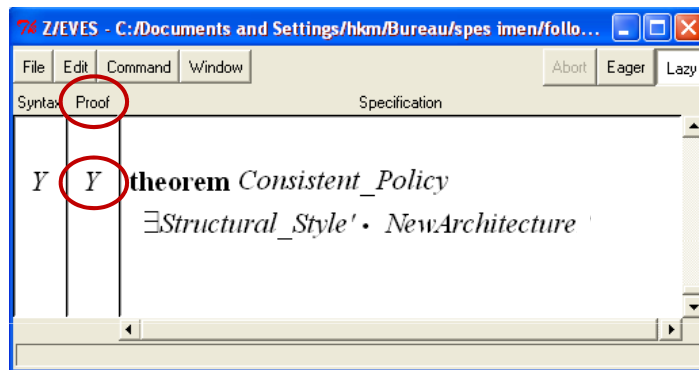 Z/EVES - C:/Documents and Settings/hkm/Bureau/spes imen/follo...
File Edit Command Window Abort Eager Lazy
Syntax Proof Specification
Y Y theorem Consistent_Policy
∃Structural_Style' • NewArchitecture